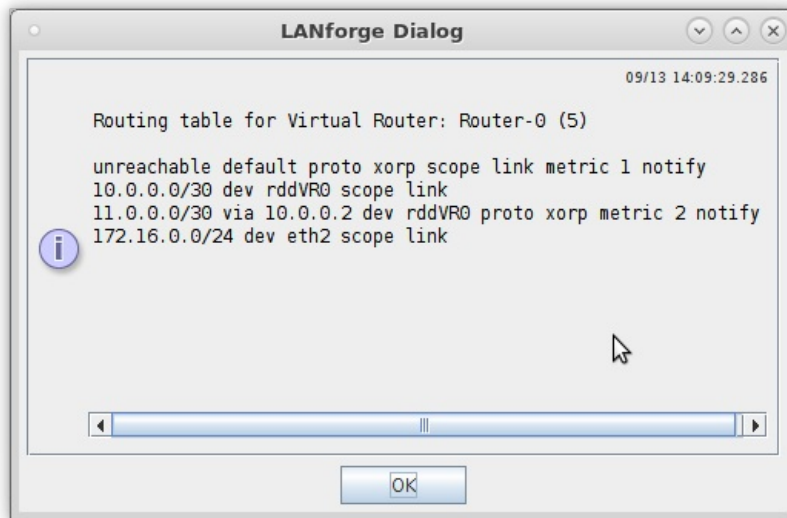 LANforge Dialog
09/13 14:09:29.286
Routing table for Virtual Router: Router-0 (5)
unreachable default proto xorp scope link metric 1 notify
10.0.0.0/30 dev rddVR0 scope link
11.0.0.0/30 via 10.0.0.2 dev rddVR0 proto xorp metric 2 notify
172.16.0.0/24 dev eth2 scope link
OK